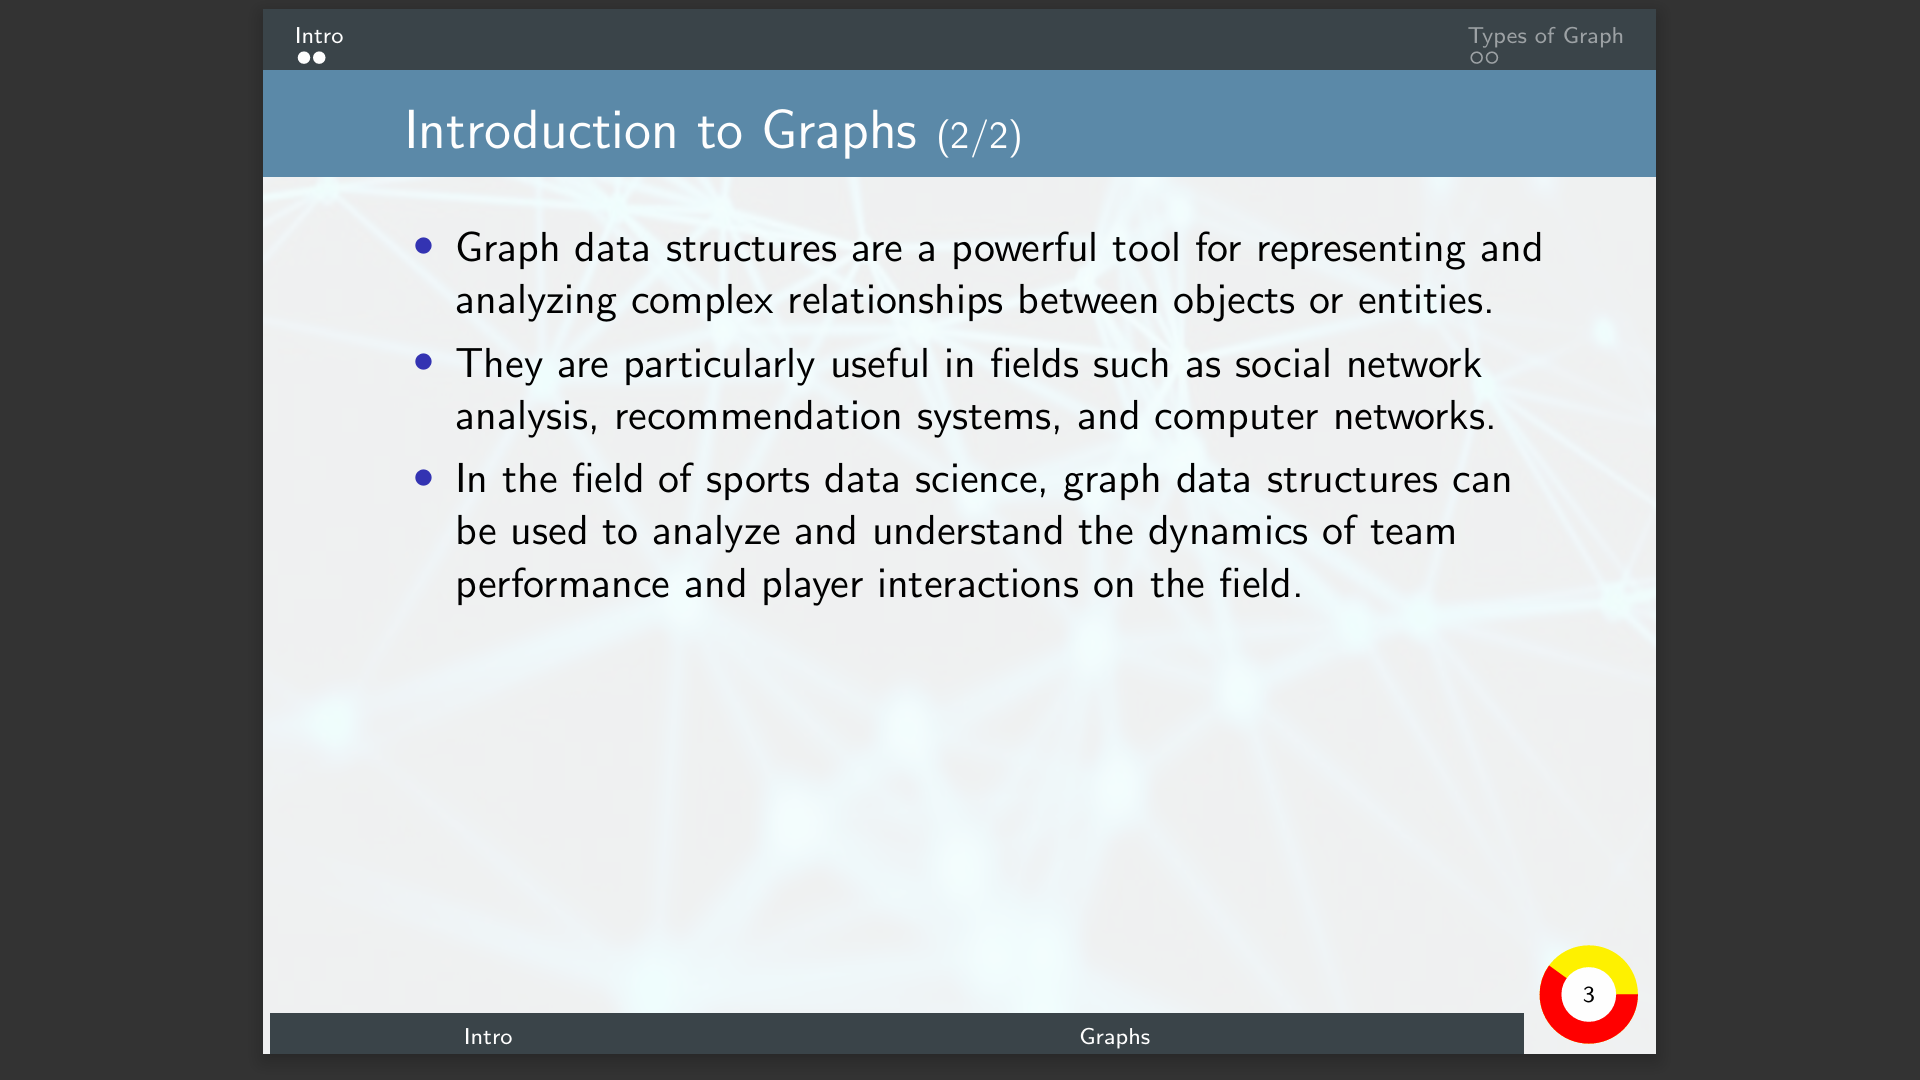 Intro
Types of Graph
Introduction to Graphs (2/2)
Graph data structures are a powerful tool for representing and
analyzing complex relationships between objects or entities.
They are particularly useful in fields such as social network
analysis, recommendation systems, and computer networks.
In the field of sports data science, graph data structures can
be used to analyze and understand the dynamics of team
performance and player interactions on the field.
3
Intro
Graphs